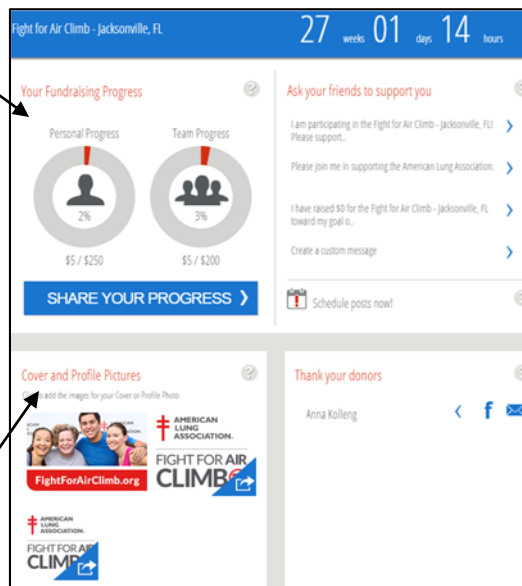 Fight for Air Climb - Jacksonville, FL
27 weeks 01 days 14 hours
Your Fundraising Progress
?
Personal Progress
Team Progress
2%
3%
$5 / $250
$5 / $200
SHARE YOUR PROGRESS
Ask your friends to support you
I am participating in the Fight for Air Climb - Jacksonville, FL!
Please support..
Please join me in supporting the American Lung Association.
I have raised $0 for the Fight for Air Climb - Jacksonville, FL
toward my goal o..
Create a custom message
Schedule posts now!
Cover and Profile Pictures
?
to add the images for your Cover or Profile Photo
FightForAirClimb.org
AMERICAN
LUNG
ASSOCIATION.
FIGHT FOR AIR
CLIMB
AMERICAN
LUNG
ASSOCIATION.
FIGHT FOR AIR
CLIMB
Thank your donors
Anna Kolleng
f